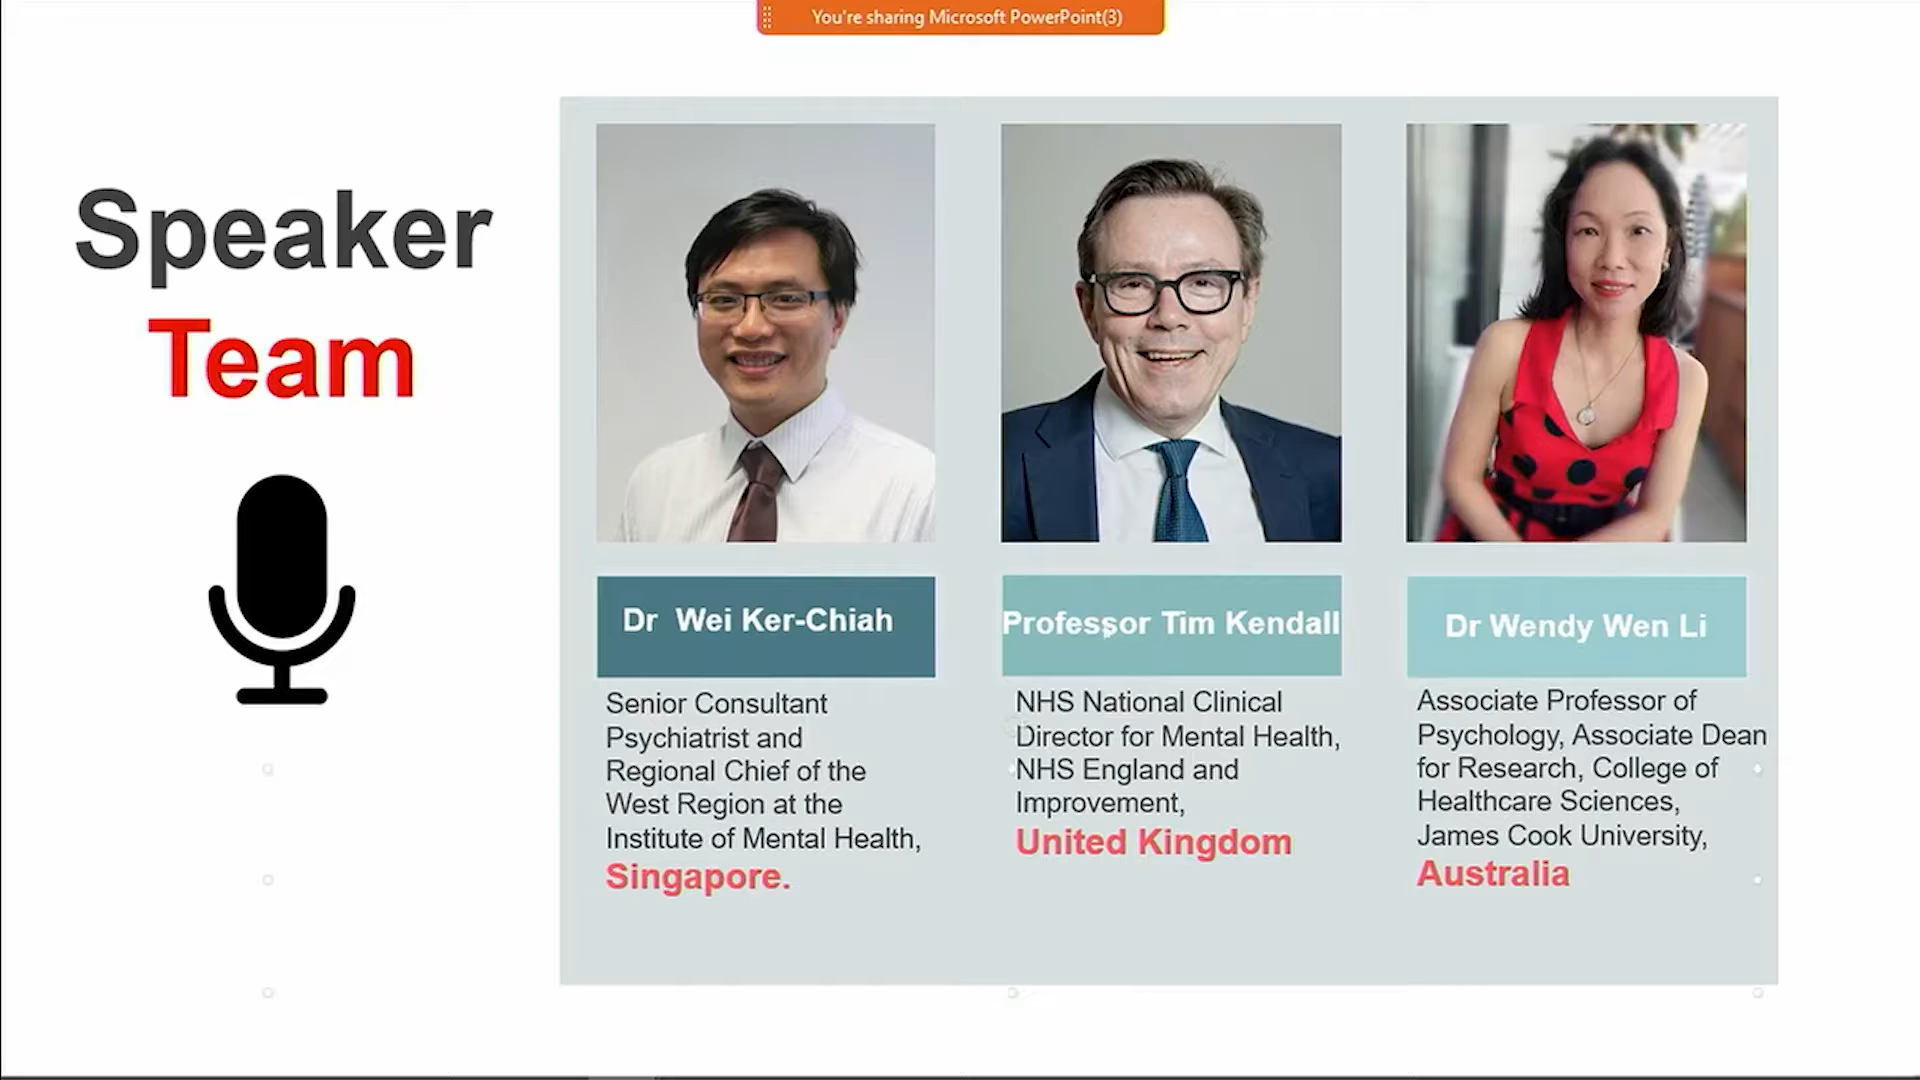 You're sharing Microsoft PowerPoint(3)
Speaker
Team
Dr Wei Ker-Chiah
Senior Consultant
Psychiatrist and
Regional Chief of the
West Region at the
Institute of Mental Health,
Singapore.
Professor Tim Kendall
NHS National Clinical
Director for Mental Health,
NHS England and
Improvement,
United Kingdom
Dr Wendy Wen Li
Associate Professor of
Psychology, Associate Dean
for Research, College of
Healthcare Sciences,
James Cook University,
Australia